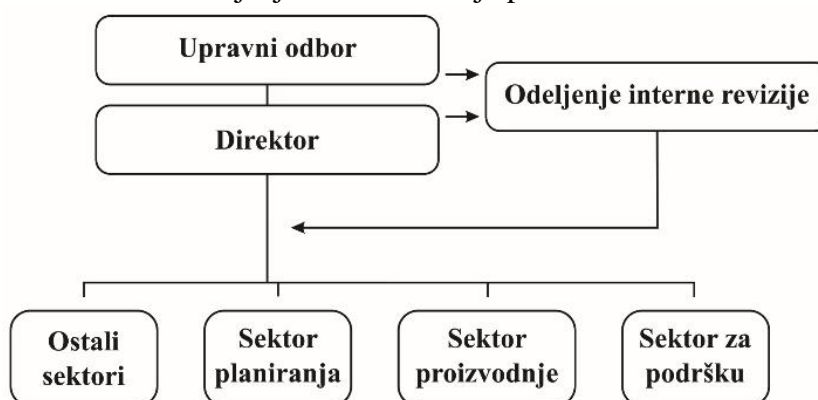 Upravni odbor
Odeljenje interne revizije
Direktor
Ostali
sektori
Sektor
planiranja
Sektor
proizvodnje
Sektor za
podršku